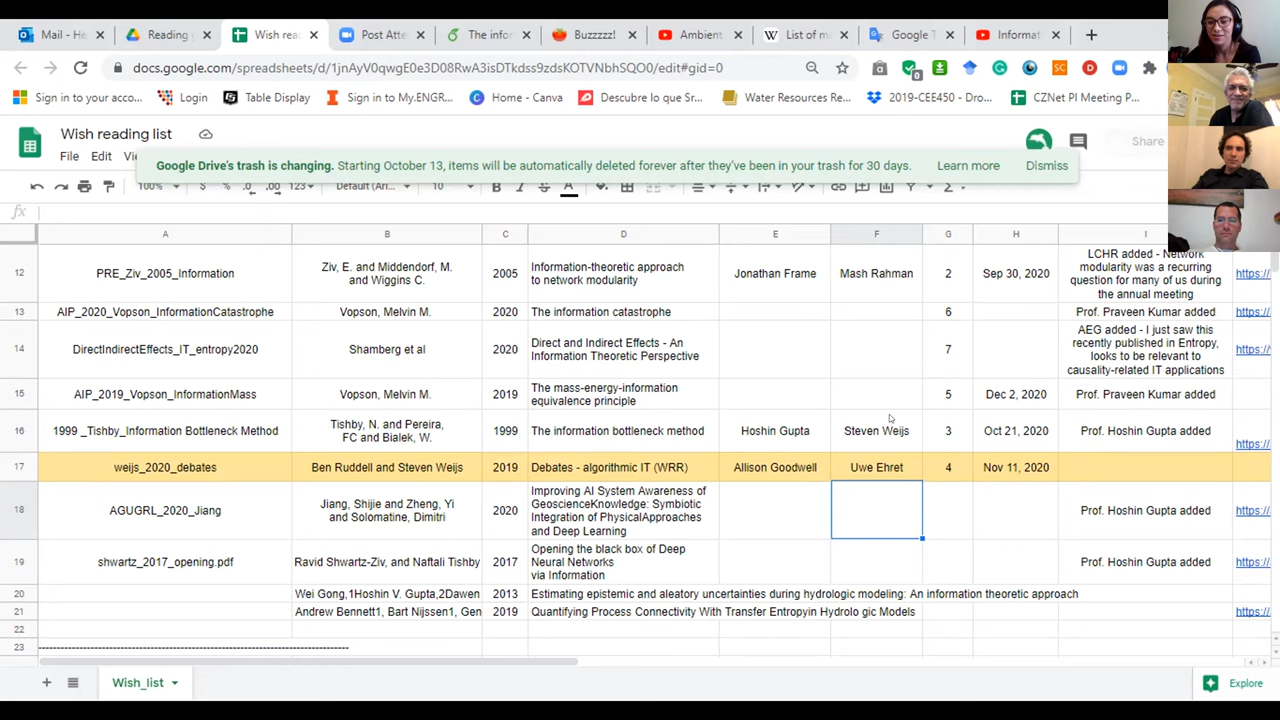 Mail - He
Reading
Wish rea
Post Atte
The info
Buzzzzz!
Ambient
List of m
Google T
Informat
docs.google.com/spreadsheets/d/1jnAvV0qwgE0e3D08R
/edit#gid=0
Sign in to your acco...
Login
Table Display
Sign in to My.ENGR...
Home - Canva
Descubre lo que Sr...
Water Resources Re...
2019-CEE450 - Dro...
CZNet PI Meeting P...
Wish reading list
Share
File Edit Vi
Google Drive's trash is changing. Starting October 13, items will be automatically deleted forever after they've been in your trash for 30 days. Learn more Dismiss
150% $ % .0 .00 123 Default (Ari... 10 B I S A
fx
A B C D E F G H I
12 PRE_Ziv_2005_Information
Ziv, E. and Middendorf, M.
and Wiggins C.
2005
Information-theoretic approach
to network modularity
Jonathan Frame
Mash Rahman
2
Sep 30, 2020
LCHR added - Network
modularity was a recurring
question for many of us during
the annual meeting
https:/
13 AIP_2020_Vopson_InformationCatastrophe
Vopson, Melvin M.
2020
The information catastrophe
6
Prof. Praveen Kumar added
https:/
14 DirectIndirectEffects_IT_entropy2020
Shamberg et al
2020
Direct and Indirect Effects - An
Information Theoretic Perspective
7
AEG added - I just saw this
recently published in Entropy,
looks to be relevant to
causality-related IT applications
https:/
15 AIP_2019_Vopson_InformationMass
Vopson, Melvin M.
2019
The mass-energy-information
equivalence principle
5
Dec 2, 2020
Prof. Praveen Kumar added
16 1999 _Tishby_Information Bottleneck Method
Tishby, N. and Pereira,
FC and Bialek, W.
1999
The information bottleneck method
Hoshin Gupta
Steven Weijs
3
Oct 21, 2020
Prof. Hoshin Gupta added
https:/
17 weijs_2020_debates
Ben Ruddell and Steven Weijs
2019
Debates - algorithmic IT (WRR)
Allison Goodwell
Uwe Ehret
4
Nov 11, 2020
18 AGUGRL_2020_Jiang
Jiang, Shijie and Zheng, Yi
and Solomatine, Dimitri
2020
Improving AI System Awareness of
GeoscienceKnowledge: Symbiotic
Integration of PhysicalApproaches
and Deep Learning
Prof. Hoshin Gupta added
https:/
19 shwartz_2017_opening.pdf
Ravid Shwartz-Ziv, and Naftali Tishby
2017
Opening the black box of Deep
Neural Networks
via Information
Prof. Hoshin Gupta added
https:/
20 Wei Gong,1Hoshin V. Gupta,2Dawen
2013
Estimating epistemic and aleatory uncertainties during hydrologic modeling: An information theoretic approach
21 Andrew Bennett1, Bart Nijssen1, Gen
2019
Quantifying Process Connectivity With Transfer Entropyin Hydrolo gic Models
https:/
22
23 ------------------------------------------------------------------------------
Wish_list
Explore